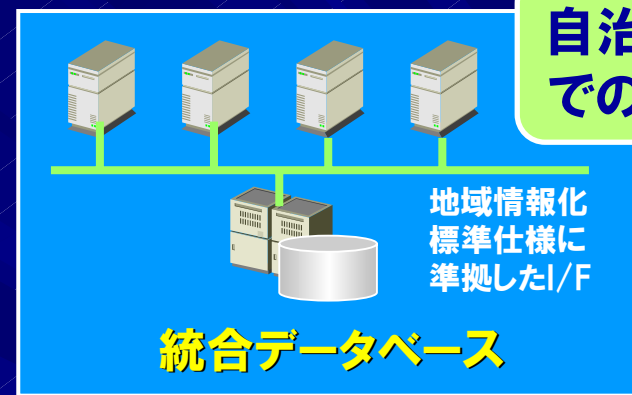 自治
での
地域情報化
標準仕様に
準拠したI/F
統合データベース